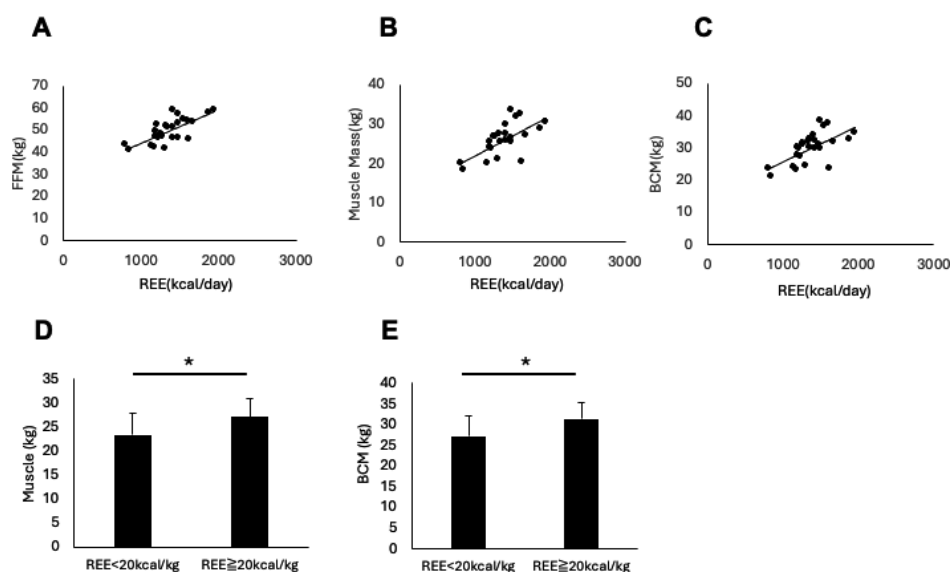 A
B
C
FFM(kg)
70
60
50
40
30
20
10
0
0
1000
2000
3000
REE(kcal/day)
Muscle Mass(kg)
40
30
20
10
0
0
1000
2000
3000
REE(kcal/day)
BCM(kg)
50
40
30
20
10
0
0
1000
2000
3000
REE(kcal/day)
D
E
*
Muscle (kg)
35
30
25
20
15
10
5
0
REE<20kcal/kg
REE≧20kcal/kg
*
BCM (kg)
40
35
30
25
20
15
10
5
0
REE<20kcal/kg
REE≧20kcal/kg